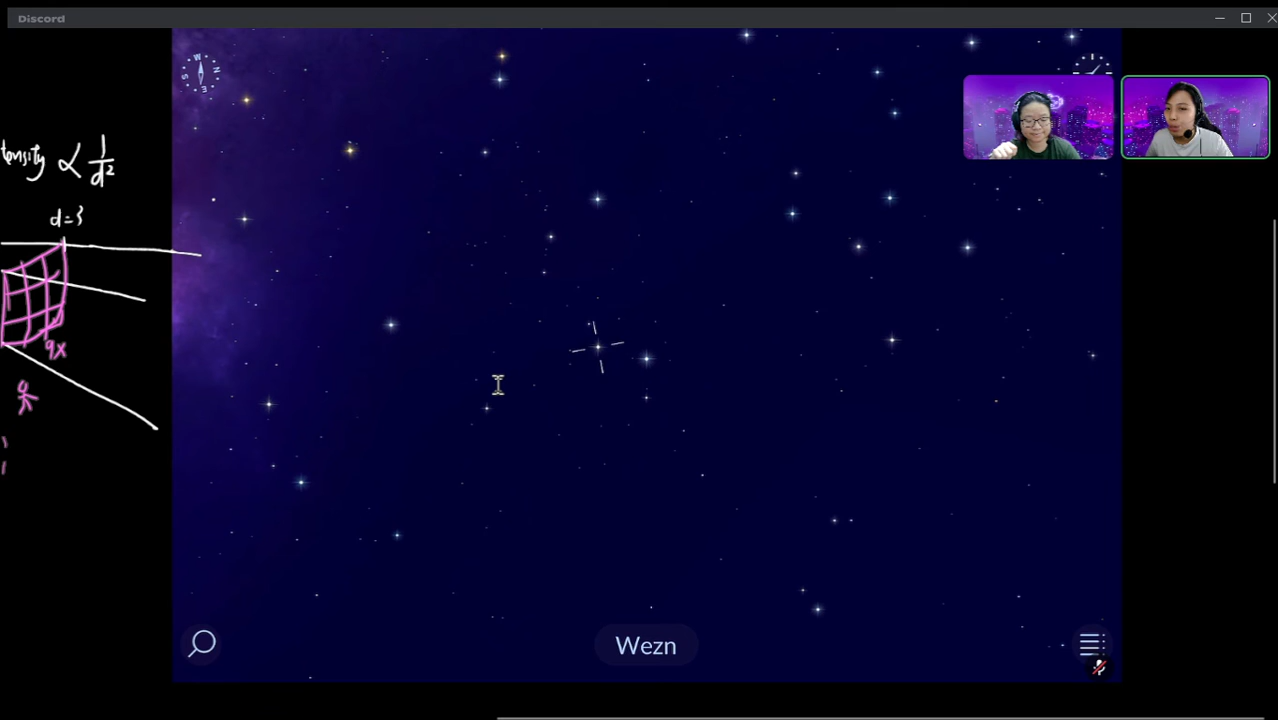 Discord
W
N
S
E
tensity ∝ 1/d²
d=3
9x
Wezn